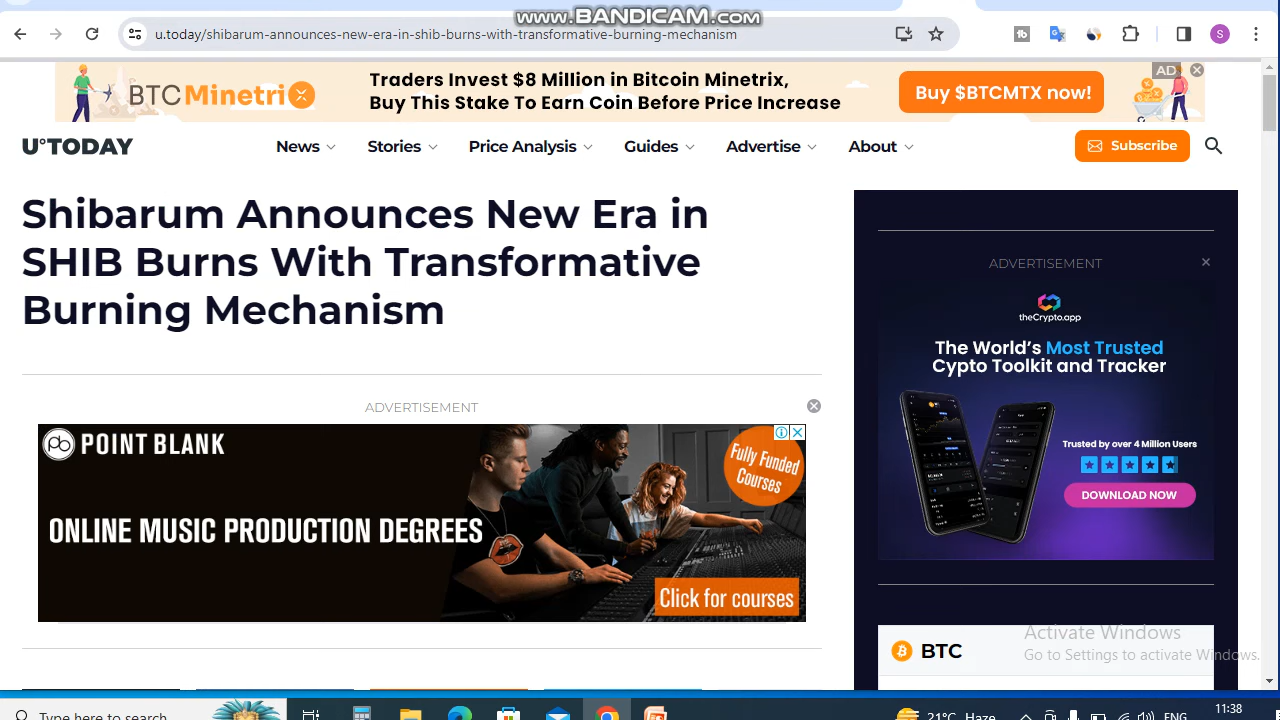 www.BANDICAM.com
u.today/shibarum-announces-new-era-in-shib-burns-with-transformative-burning-mechanism
S
BTC Minetrix
Traders Invest $8 Million in Bitcoin Minetrix,
Buy This Stake To Earn Coin Before Price Increase
Buy $BTCMTX now!
AD
U°TODAY
News
Stories
Price Analysis
Guides
Advertise
About
Subscribe
Shibarum Announces New Era in
SHIB Burns With Transformative
Burning Mechanism
ADVERTISEMENT
pb POINT BLANK
Fully Funded
Courses
ONLINE MUSIC PRODUCTION DEGREES
Click for courses
ADVERTISEMENT
theCrypto.app
The World's Most Trusted
Cypto Toolkit and Tracker
Trusted by over 4 Million Users
DOWNLOAD NOW
BTC
Activate Windows
Go to Settings to activate Windows.
Type here to search
21°C Haze
ENG
11:38